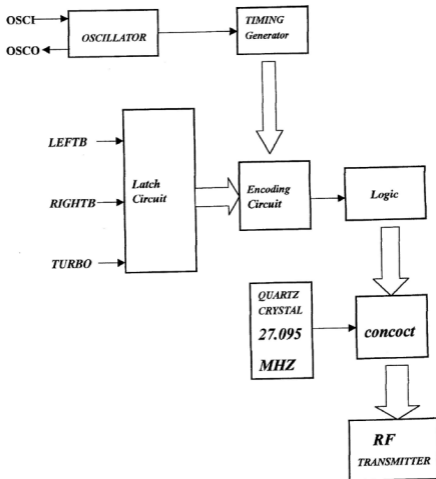 OSCI
OSCO
OSCILLATOR
TIMING
Generator
LEFTB
RIGHTB
TURBO
Latch
Circuit
Encoding
Circuit
Logic
QUARTZ
CRYSTAL
27.095
MHZ
concoct
RF
TRANSMITTER